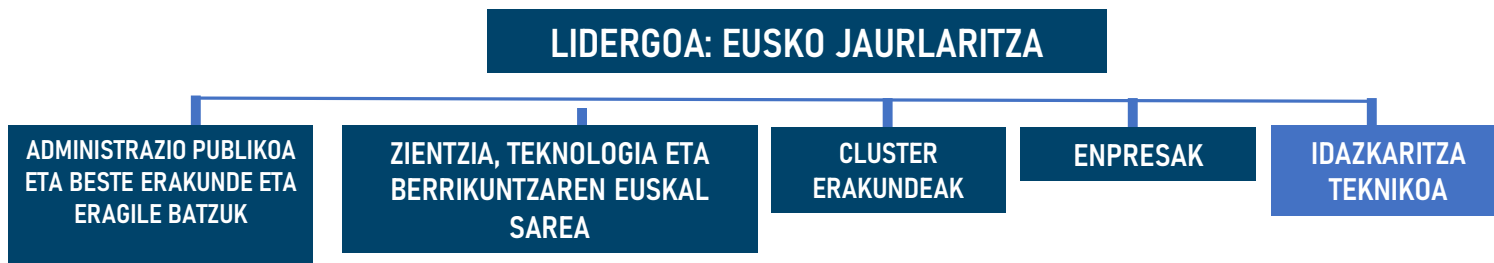 LIDERGOA: EUSKO JAURLARITZA
ADMINISTRAZIO PUBLIKOA
ETA BESTE ERAKUNDE ETA
ERAGILE BATZUK
ZIENTZIA, TEKNOLOGIA ETA
BERRIKUNTZAREN EUSKAL
SAREA
CLUSTER
ERAKUNDEAK
ENPRESAK
IDAZKARITZA
TEKNIKOA